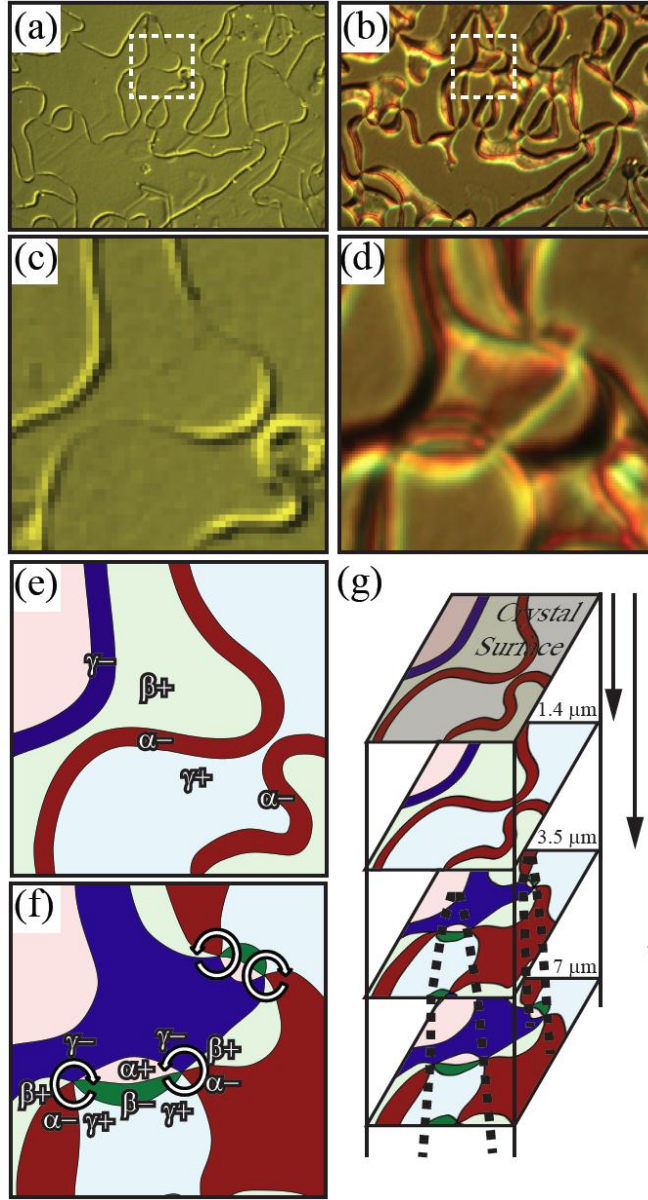 (a)
(b)
(c)
(d)
(e)
γ−
β+
α−
γ+
α−
(f)
γ−
γ−
β+
α+
β+
β−
α−
α−
γ+
γ+
(g)
Crystal
Surface
1.4 μm
3.5 μm
7 μm